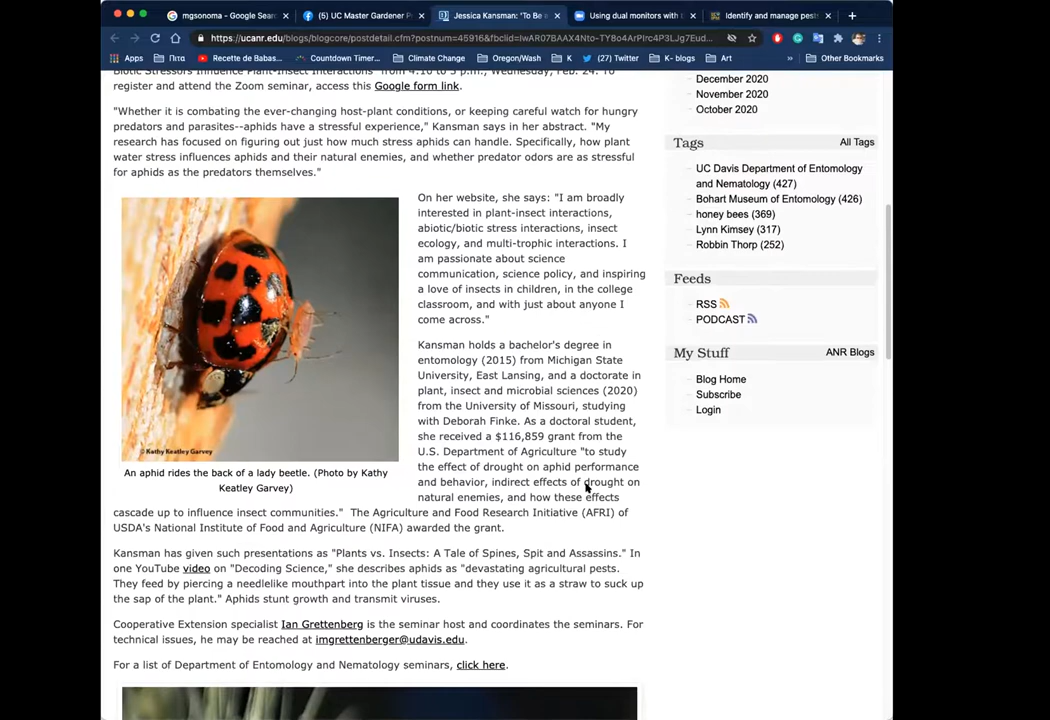 mgsonoma - Google Sear
(5) UC Master Gardener P
Jessica Kansman: 'To Be a
Using dual monitors with t
Identify and manage pests
https://ucanr.edu/blogs/blogcore/postdetail.cfm?postnum=45916&fbclid=IwAR07BAAX4Nto-TY8o4ArPIrc4P3LJg7Eud...
Apps
Πιτα
Recette de Babas...
Countdown Timer...
Climate Change
Oregon/Wash
K
(27) Twitter
K- blogs
Art
»
Other Bookmarks
Biotic Stressors Influence Plant-Insect Interactions" from 4:10 to 5 p.m., Wednesday, Feb. 24. To
register and attend the Zoom seminar, access this Google form link.
"Whether it is combating the ever-changing host-plant conditions, or keeping careful watch for hungry
predators and parasites--aphids have a stressful experience," Kansman says in her abstract. "My
research has focused on figuring out just how much stress aphids can handle. Specifically, how plant
water stress influences aphids and their natural enemies, and whether predator odors are as stressful
for aphids as the predators themselves."
On her website, she says: "I am broadly
interested in plant-insect interactions,
abiotic/biotic stress interactions, insect
ecology, and multi-trophic interactions. I
am passionate about science
communication, science policy, and inspiring
a love of insects in children, in the college
classroom, and with just about anyone I
come across."
© Kathy Keatley Garvey
An aphid rides the back of a lady beetle. (Photo by Kathy
Keatley Garvey)
Kansman holds a bachelor's degree in
entomology (2015) from Michigan State
University, East Lansing, and a doctorate in
plant, insect and microbial sciences (2020)
from the University of Missouri, studying
with Deborah Finke. As a doctoral student,
she received a $116,859 grant from the
U.S. Department of Agriculture "to study
the effect of drought on aphid performance
and behavior, indirect effects of drought on
natural enemies, and how these effects
cascade up to influence insect communities."  The Agriculture and Food Research Initiative (AFRI) of
USDA's National Institute of Food and Agriculture (NIFA) awarded the grant.
Kansman has given such presentations as "Plants vs. Insects: A Tale of Spines, Spit and Assassins." In
one YouTube video on "Decoding Science," she describes aphids as "devastating agricultural pests.
They feed by piercing a needlelike mouthpart into the plant tissue and they use it as a straw to suck up
the sap of the plant." Aphids stunt growth and transmit viruses.
Cooperative Extension specialist Ian Grettenberg is the seminar host and coordinates the seminars. For
technical issues, he may be reached at imgrettenberger@udavis.edu.
For a list of Department of Entomology and Nematology seminars, click here.
December 2020
November 2020
October 2020
Tags
All Tags
UC Davis Department of Entomology
and Nematology (427)
Bohart Museum of Entomology (426)
honey bees (369)
Lynn Kimsey (317)
Robbin Thorp (252)
Feeds
RSS
PODCAST
My Stuff
ANR Blogs
Blog Home
Subscribe
Login